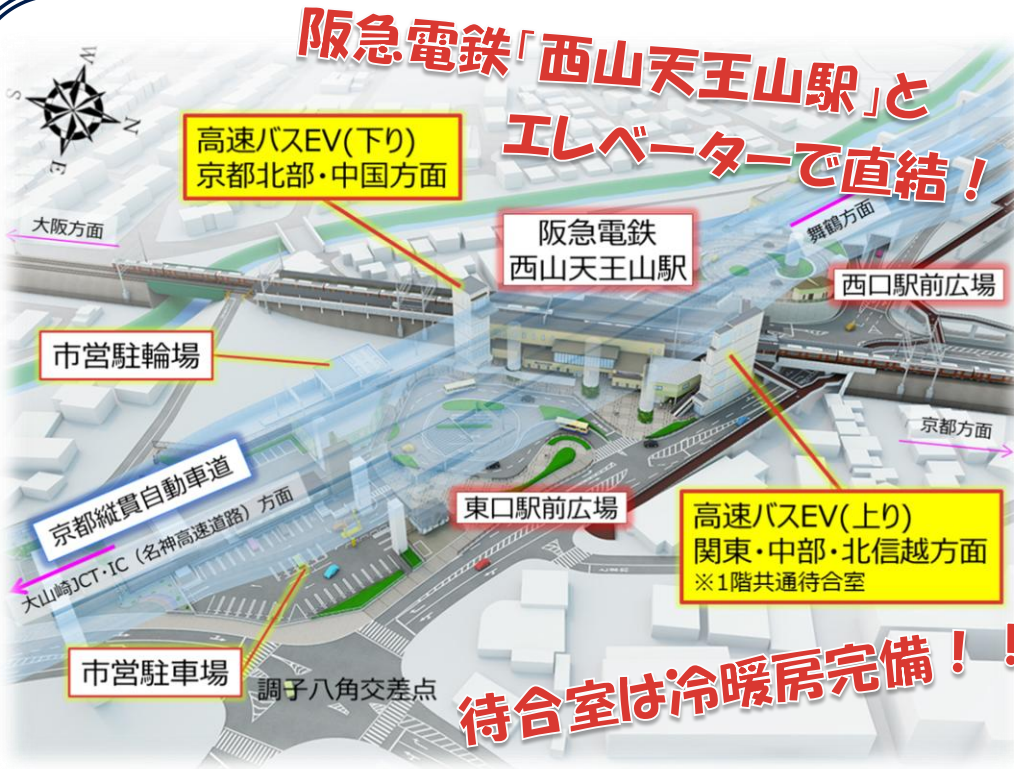 阪急電鉄「西山天王山駅」と
エレベーターで直結！
W
S
N
E
高速バスEV(下り)
京都北部・中国方面
大阪方面
舞鶴方面
阪急電鉄
西山天王山駅
西口駅前広場
市営駐輪場
京都方面
京都縦貫自動車道
大山崎JCT・IC（名神高速道路）方面
東口駅前広場
高速バスEV(上り)
関東・中部・北信越方面
※1階共通待合室
市営駐車場
調子八角交差点
待合室は冷暖房完備！！